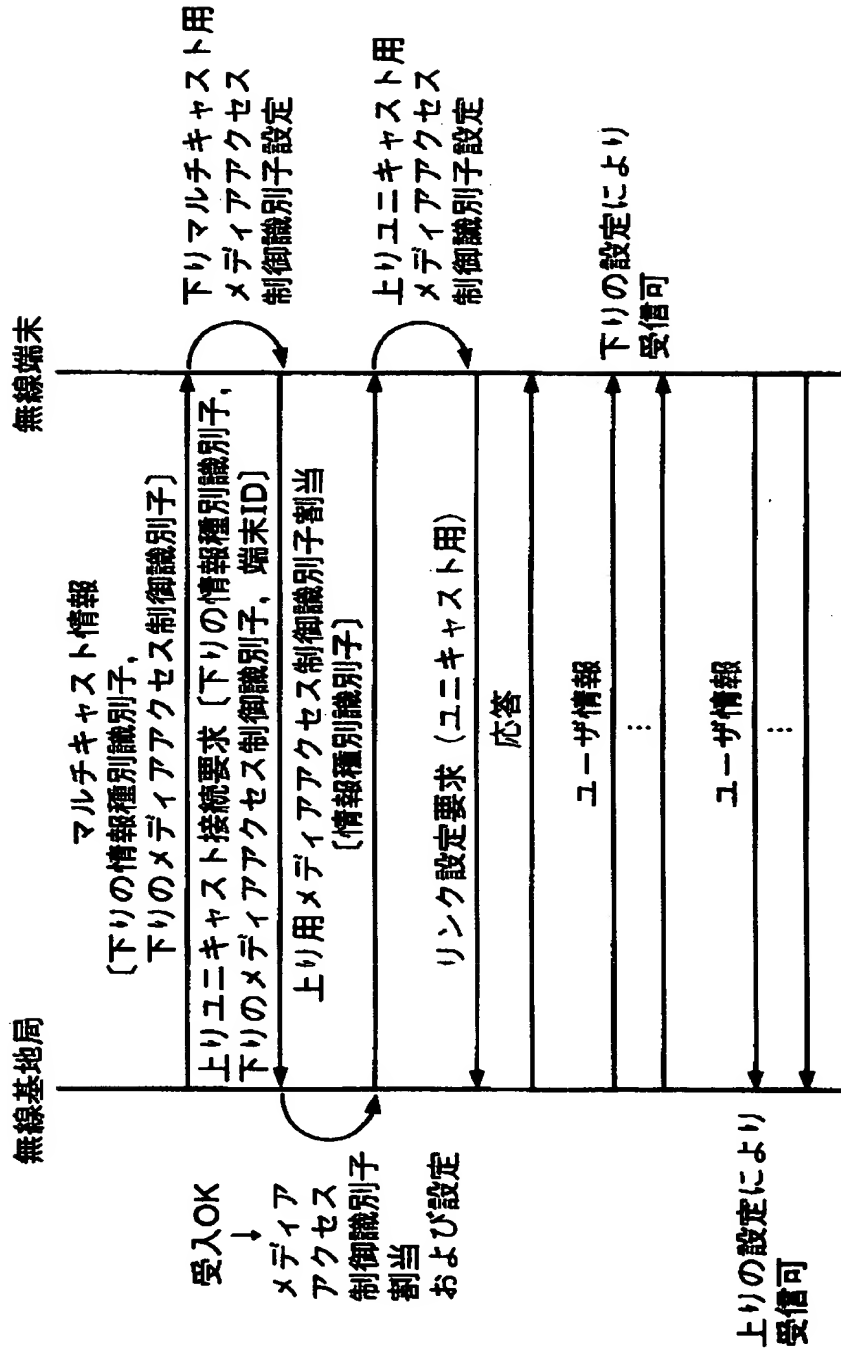 無線基地局
無線端末
マルチキャスト情報
〔下りの情報種別識別子,
下りのメディアアクセス制御識別子〕
下りマルチキャスト用
メディアアクセス
制御識別子設定
上りユニキャスト接続要求〔下りの情報種別識別子,
下りのメディアアクセス制御識別子, 端末ID〕
受入OK
↓
メディア
アクセス
制御識別子
割当
および設定
上り用メディアアクセス制御識別子割当
〔情報種別識別子〕
上りユニキャスト用
メディアアクセス
制御識別子設定
リンク設定要求(ユニキャスト用)
応答
ユーザ情報
…
下りの設定により
受信可
ユーザ情報
…
上りの設定により
受信可